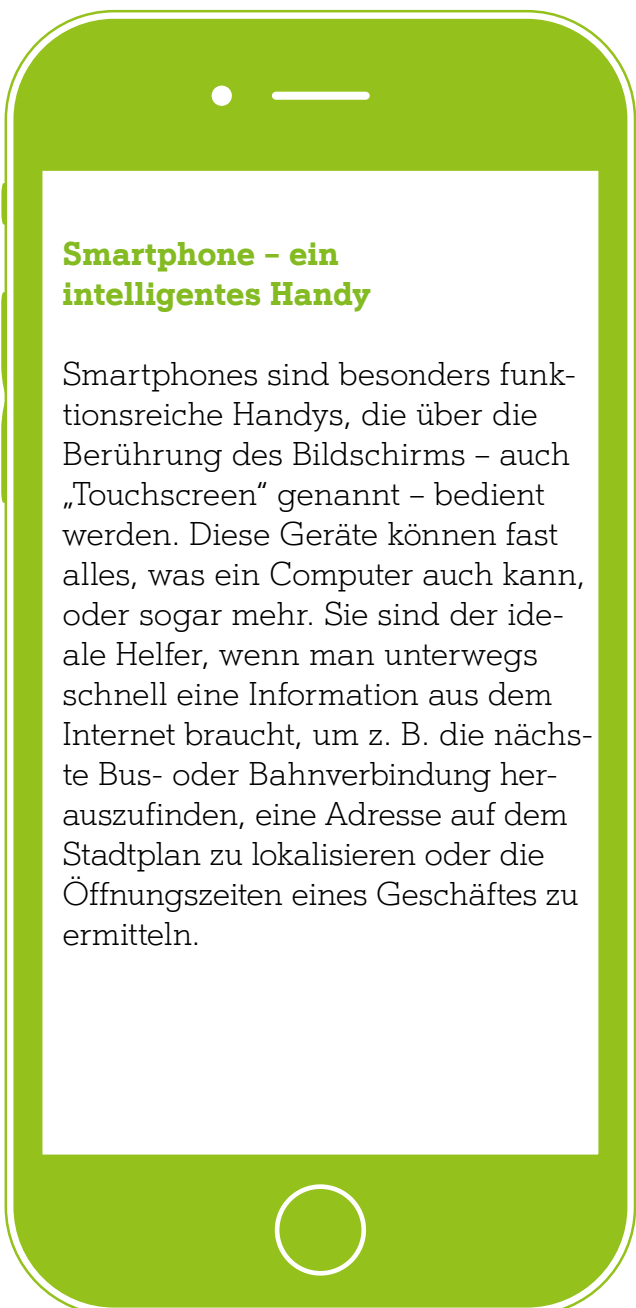 Smartphone – ein
intelligentes Handy
Smartphones sind besonders funk-
tionsreiche Handys, die über die
Berührung des Bildschirms – auch
„Touchscreen“ genannt – bedient
werden. Diese Geräte können fast
alles, was ein Computer auch kann,
oder sogar mehr. Sie sind der ide-
ale Helfer, wenn man unterwegs
schnell eine Information aus dem
Internet braucht, um z. B. die nächs-
te Bus- oder Bahnverbindung her-
auszufinden, eine Adresse auf dem
Stadtplan zu lokalisieren oder die
Öffnungszeiten eines Geschäftes zu
ermitteln.